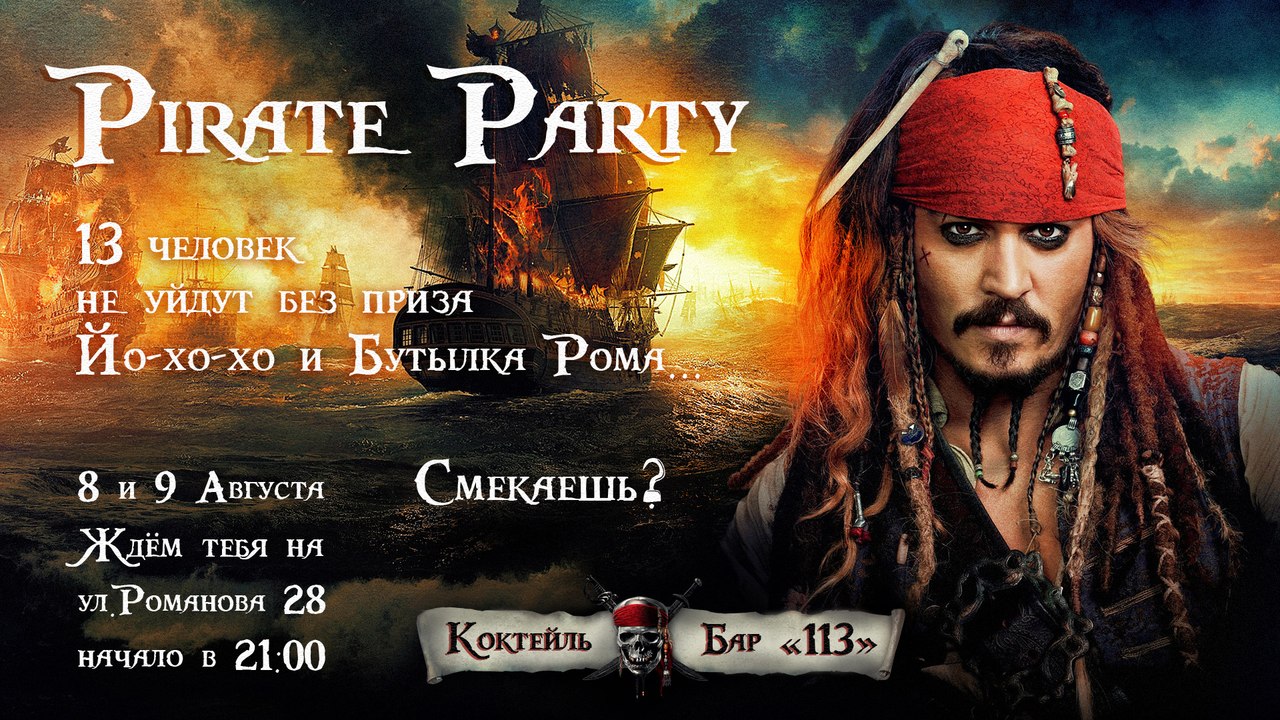 Pirate Party
13 человек
не уйдут без приза
Йо-хо-хо и Бутылка Рома...
8 и 9 Августа
Смекаешь?
Ждём тебя на
ул.Романова 28
начало в 21:00
Коктейль Бар «113»